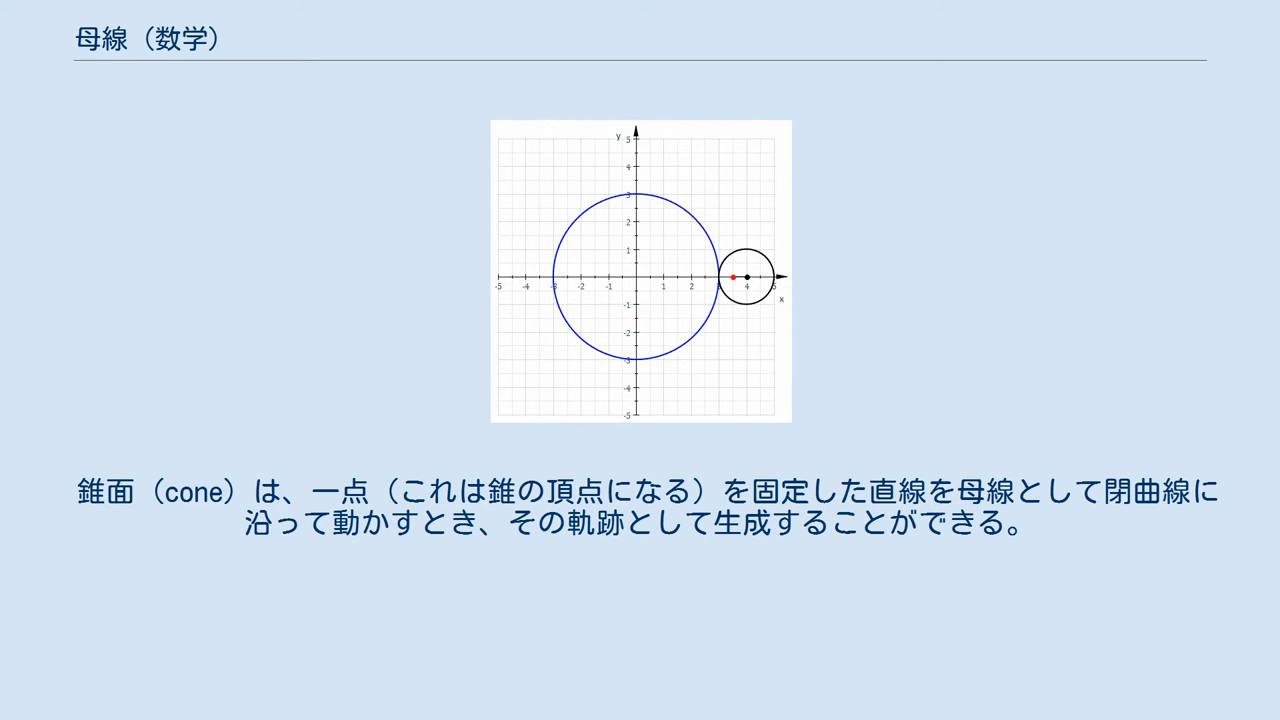 母線（数学）
y
5
4
3
2
1
-5 -4 -3 -2 -1 1 2 3 4 5
x
-1
-2
-3
-4
-5
錐面（cone）は、一点（これは錐の頂点になる）を固定した直線を母線として閉曲線に
沿って動かすとき、その軌跡として生成することができる。